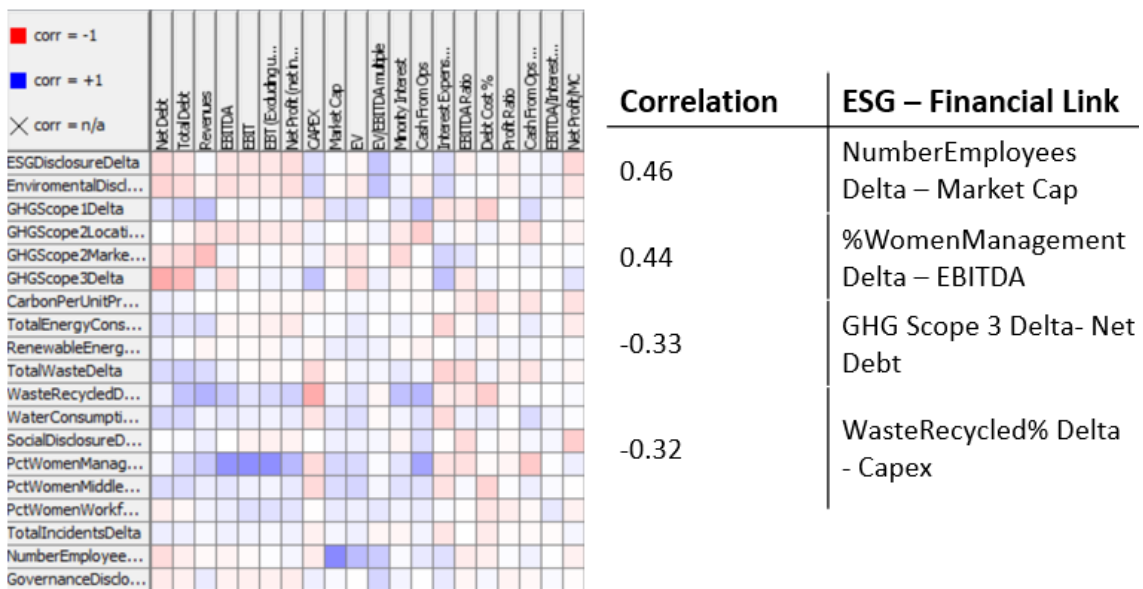 corr = -1
corr = +1
corr = n/a
Net Debt
Total Debt
Revenues
EBITDA
EBIT
EBT (Excluding u...
Net Profit (net in...
CAPEX
Market Cap
EV
EV/EBITDA multiple
Minority Interest
Cash From Ops
Interest Expens...
EBITDA Ratio
Debt Cost %
Profit Ratio
Cash From Ops ...
EBITDA/Interest...
Net Profit/MC
ESGDisclosureDelta
EnviromentalDiscl...
GHGScope1Delta
GHGScope2Locati...
GHGScope2Marke...
GHGScope3Delta
CarbonPerUnitPr...
TotalEnergyCons...
RenewableEnerg...
TotalWasteDelta
WasteRecycledD...
WaterConsumpti...
SocialDisclosureD...
PctWomenManag...
PctWomenMiddle...
PctWomenWorkf...
TotalIncidentsDelta
NumberEmployee...
GovernanceDisclo...
Correlation ESG – Financial Link
0.46
NumberEmployees
Delta – Market Cap
0.44
%WomenManagement
Delta – EBITDA
-0.33
GHG Scope 3 Delta- Net
Debt
-0.32
WasteRecycled% Delta
- Capex